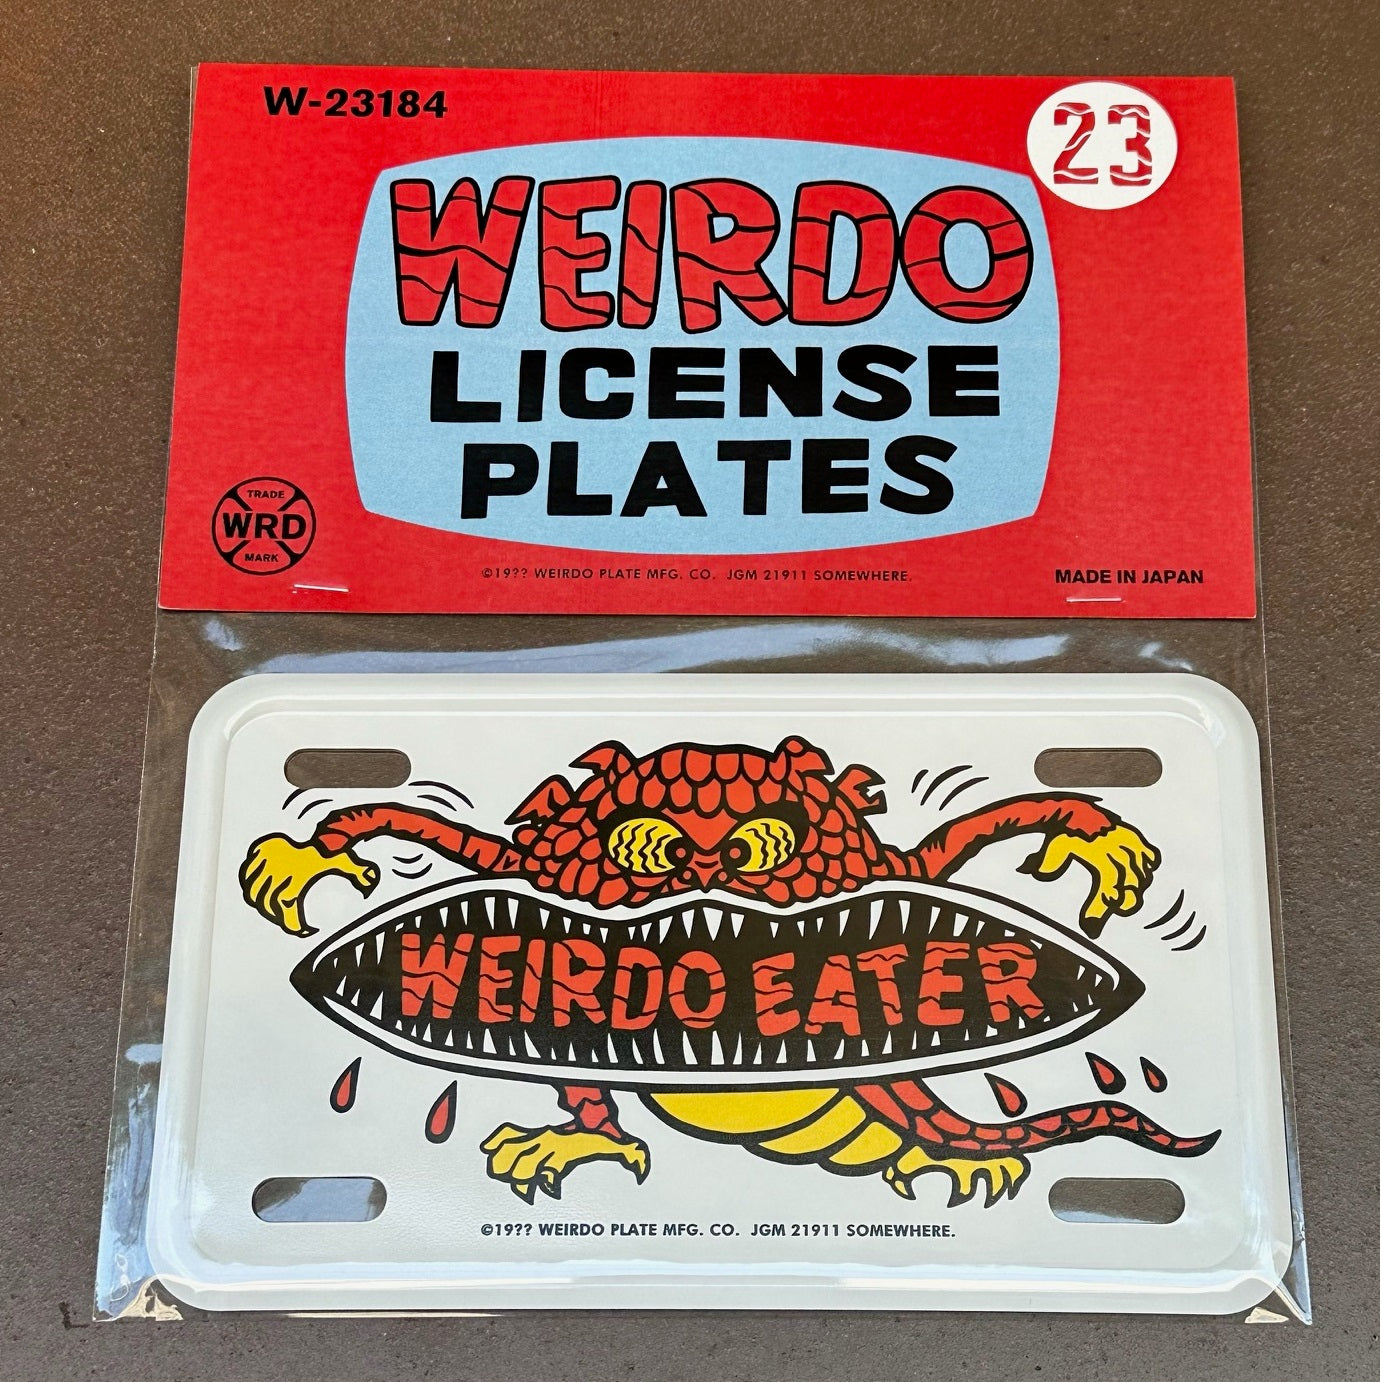 W-23184
23
WEIRDO
LICENSE
PLATES
TRADE
WRD
MARK
©19?? WEIRDO PLATE MFG. CO. JGM 21911 SOMEWHERE.
MADE IN JAPAN
WEIRDO EATER
©19?? WEIRDO PLATE MFG. CO. JGM 21911 SOMEWHERE.